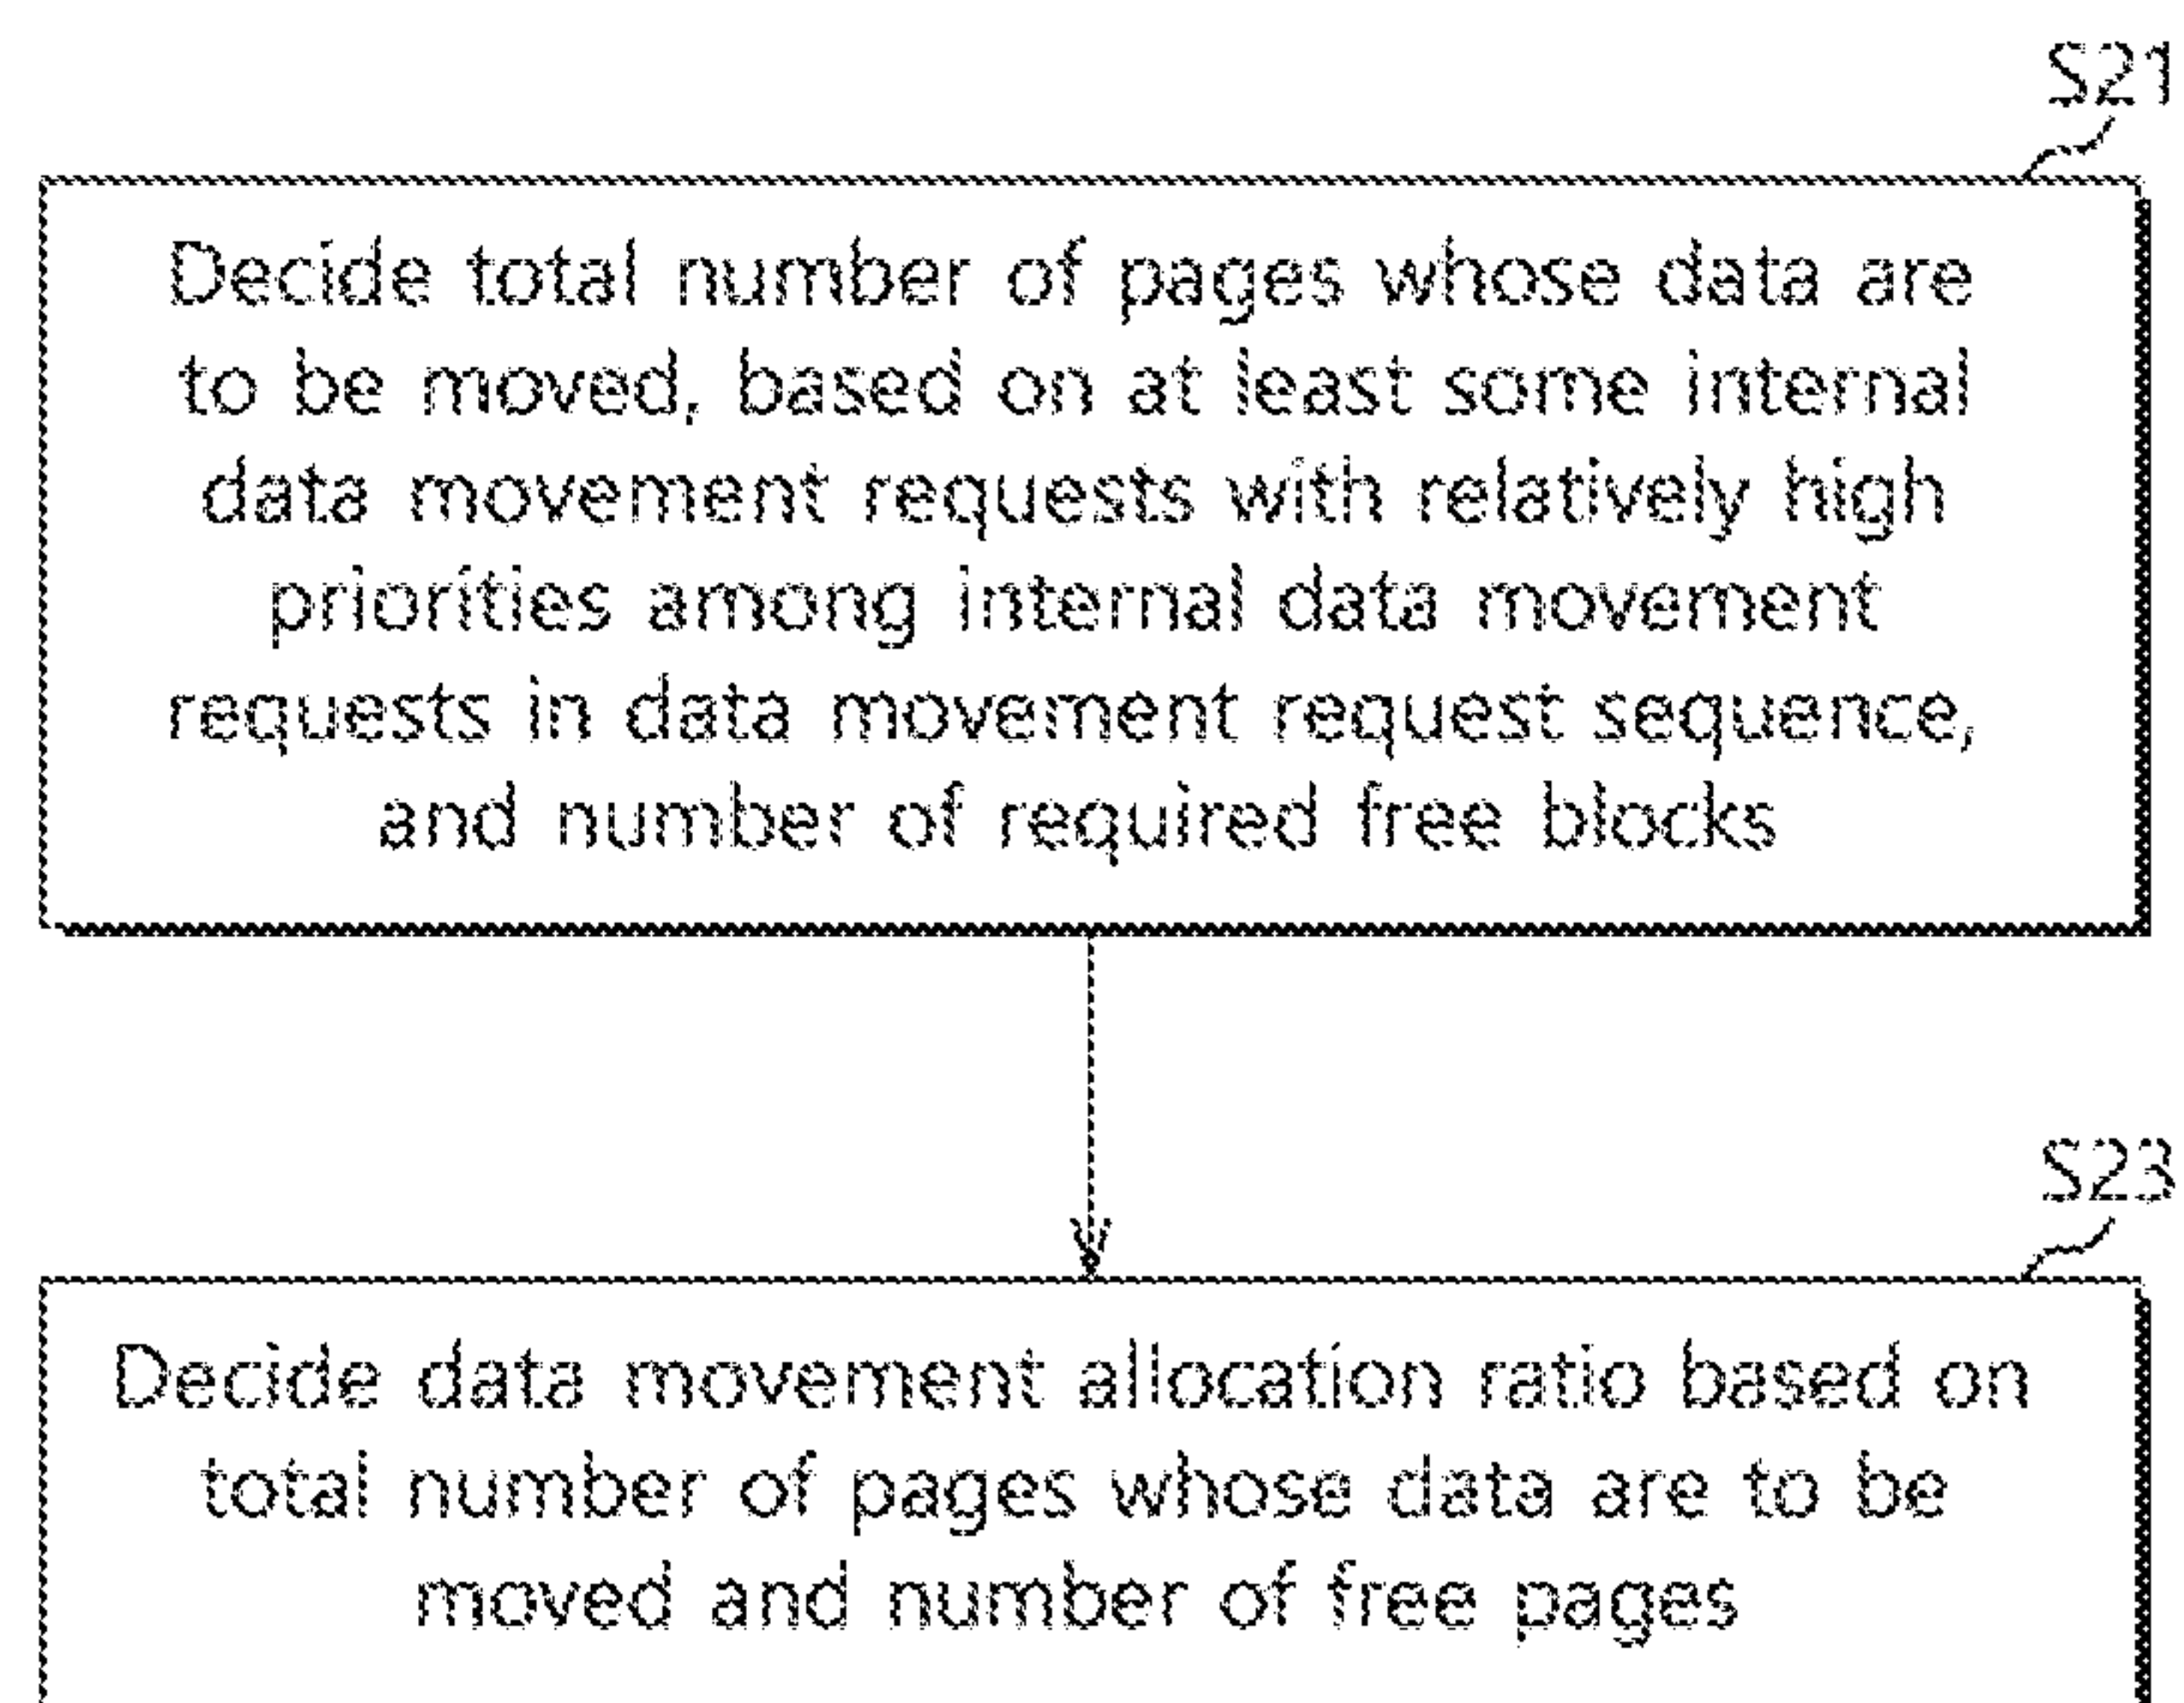 S21
Decide total number of pages whose data are
to be moved, based on at least some internal
data movement requests with relatively high
priorities among internal data movement
requests in data movement request sequence,
and number of required free blocks
S23
Decide data movement allocation ratio based on
total number of pages whose data are to be
moved and number of free pages